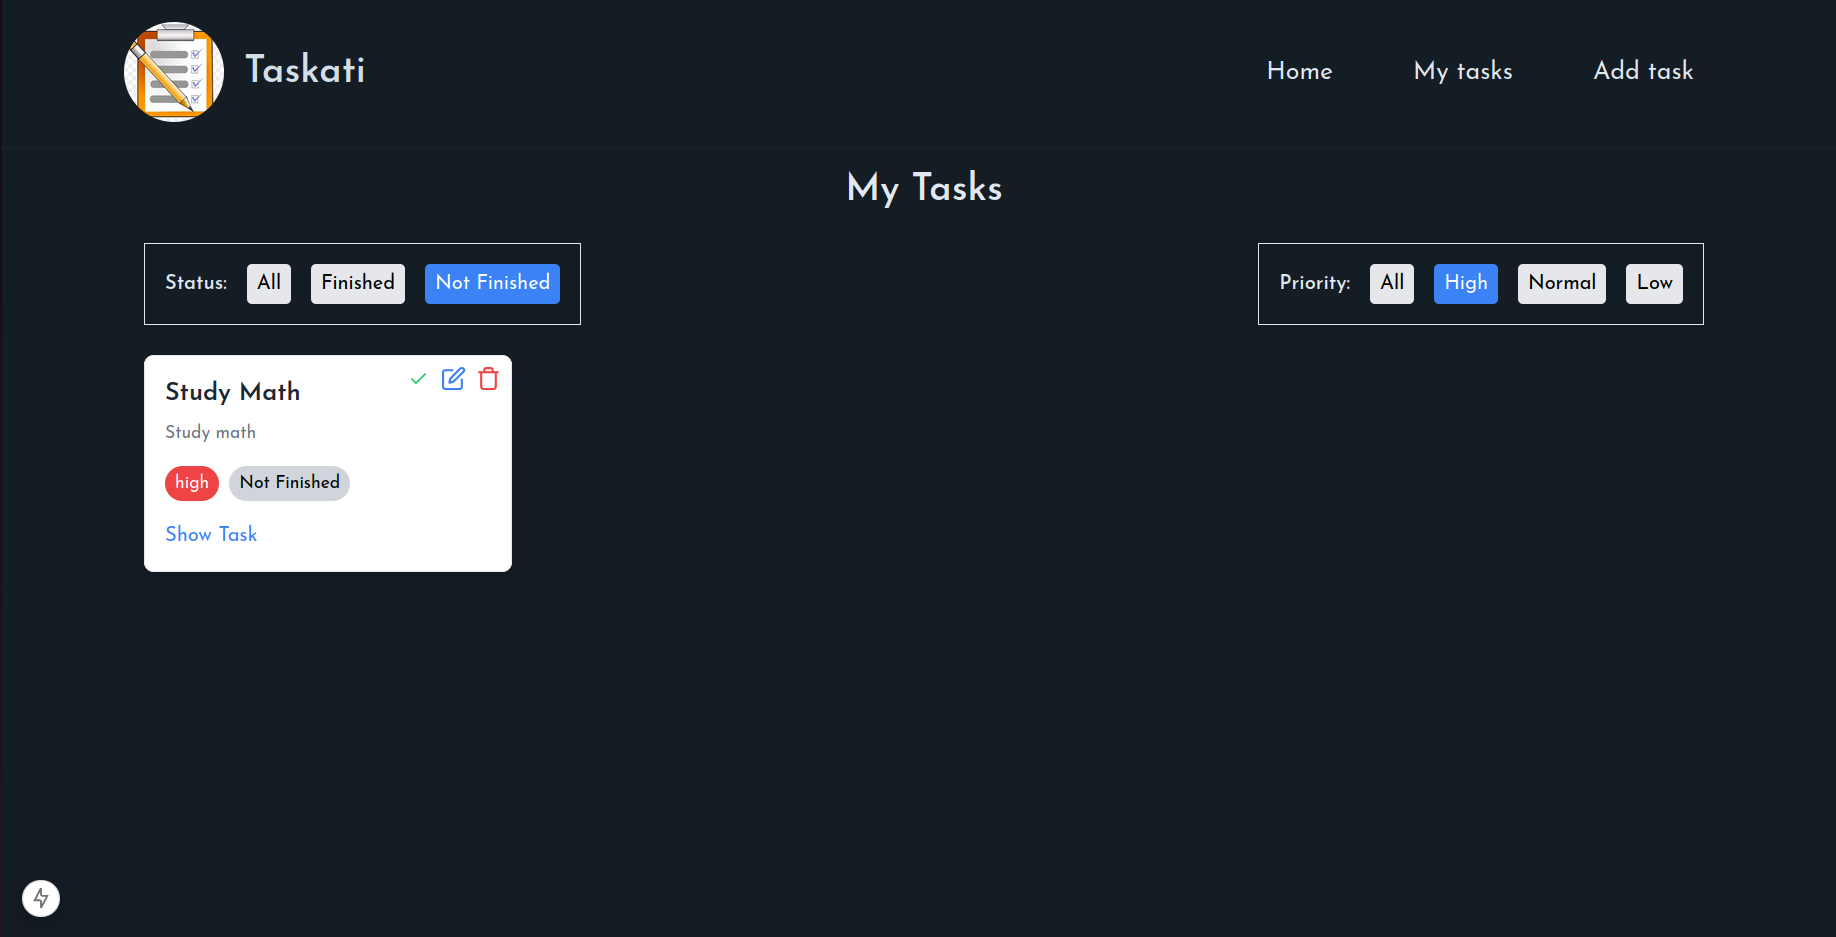 Taskati
Home My tasks Add task
My Tasks
Status: All Finished Not Finished
Priority: All High Normal Low
Study Math
Study math
high Not Finished
Show Task